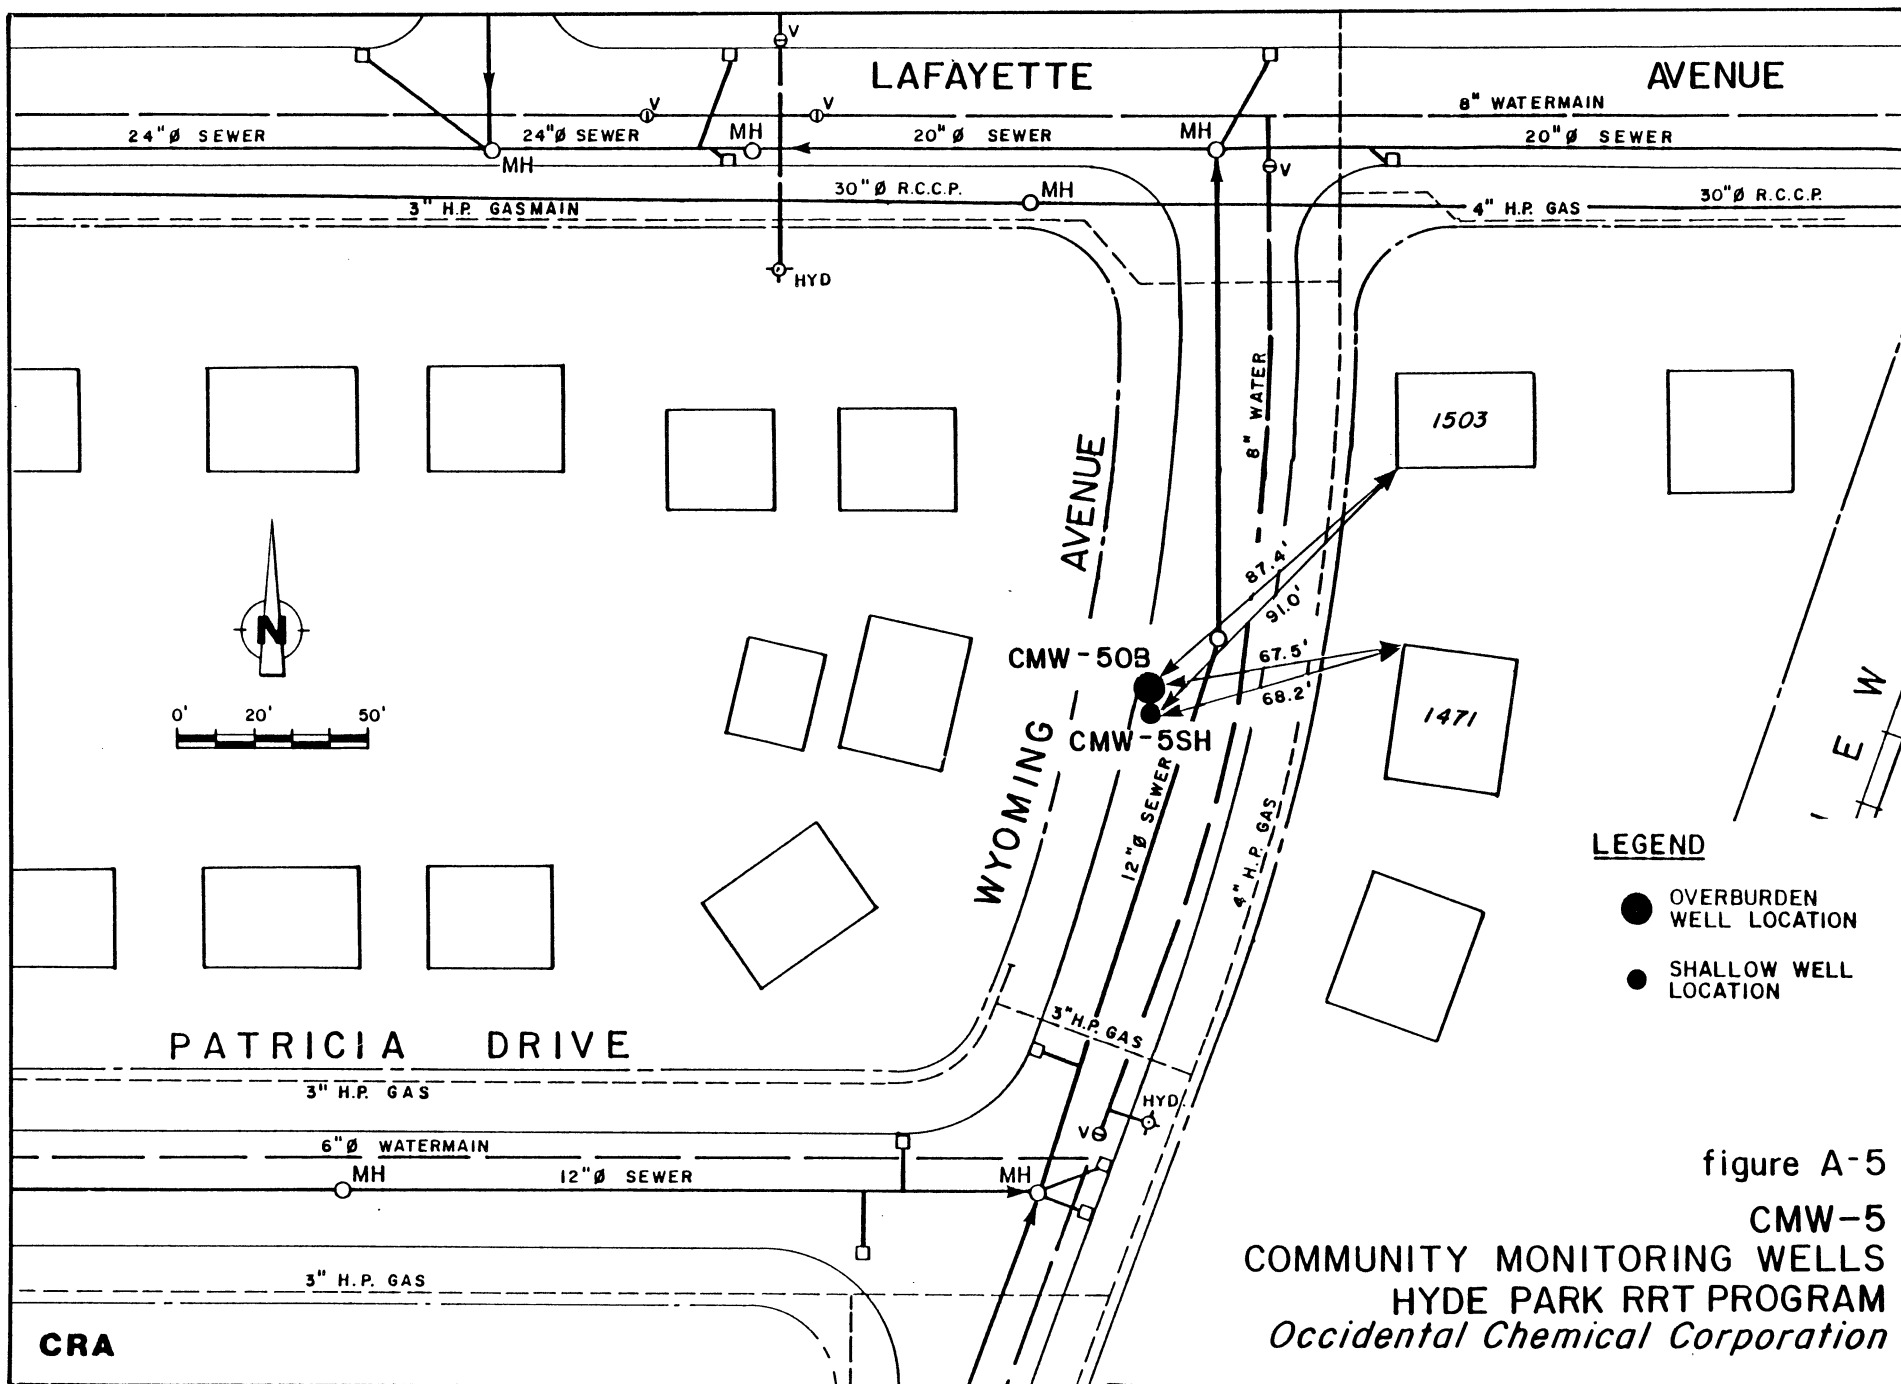 V
LAFAYETTE AVENUE
8" WATERMAIN
V
V
24"Ø SEWER
24"Ø SEWER
MH
20"Ø SEWER
MH
20"Ø SEWER
MH
V
30"Ø R.C.C.P.
MH
3" H.P. GASMAIN
4" H.P. GAS
30"Ø R.C.C.P.
HYD
8" WATER
1503
WYOMING AVENUE
87.4'
91.0'
N
CMW-5OB
67.5'
68.2'
0' 20' 50'
1471
CMW-5SH
12"Ø SEWER
4" H.P. GAS
E W
LEGEND
OVERBURDEN
WELL LOCATION
SHALLOW WELL
LOCATION
3" H.P. GAS
PATRICIA DRIVE
3" H.P. GAS
HYD.
V
6"Ø WATERMAIN
MH
12"Ø SEWER
MH
3" H.P. GAS
figure A-5
CMW-5
COMMUNITY MONITORING WELLS
HYDE PARK RRT PROGRAM
Occidental Chemical Corporation
CRA